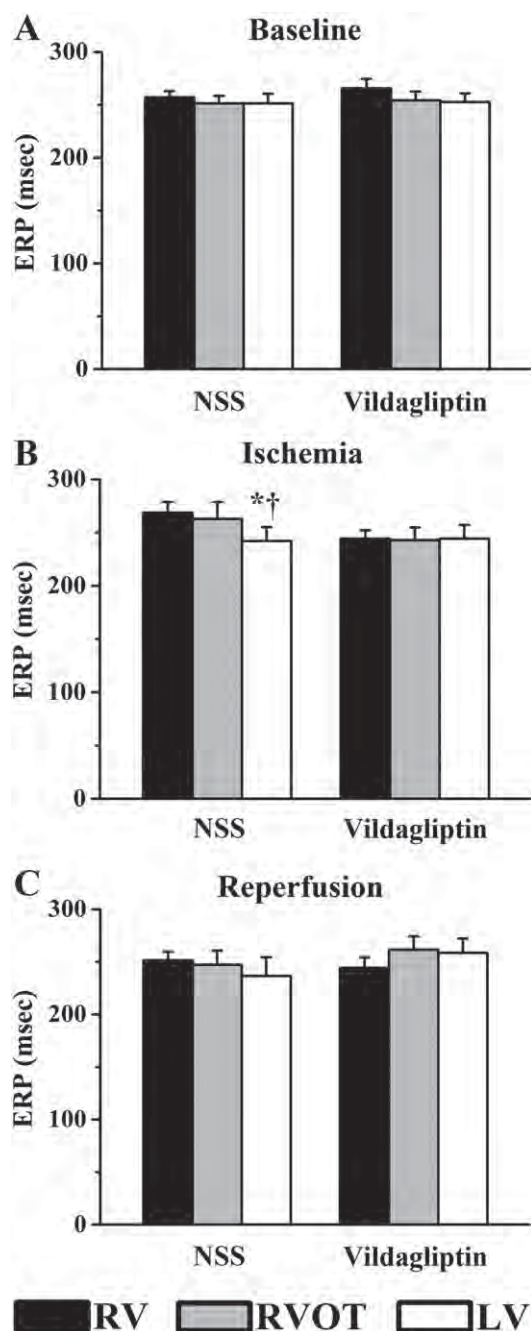 A Baseline
300
200
100
0
ERP (msec)
NSS Vildagliptin
B Ischemia
*†
300
200
100
0
ERP (msec)
NSS Vildagliptin
C Reperfusion
300
200
100
0
ERP (msec)
NSS Vildagliptin
RV RVOT LV